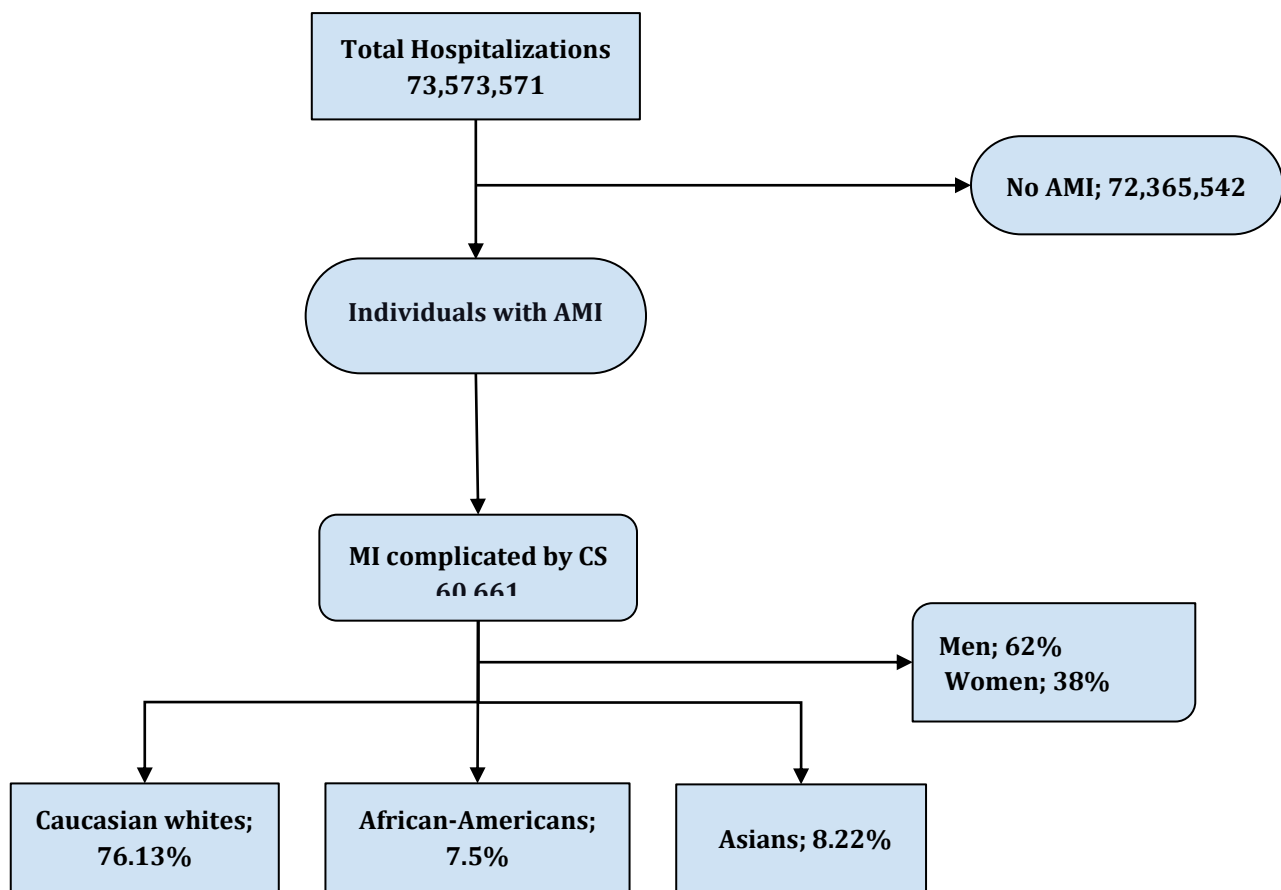 Total Hospitalizations
73,573,571
No AMI; 72,365,542
Individuals with AMI
MI complicated by CS
60,661
Men; 62%
Women; 38%
Caucasian whites;
76.13%
African-Americans;
7.5%
Asians; 8.22%